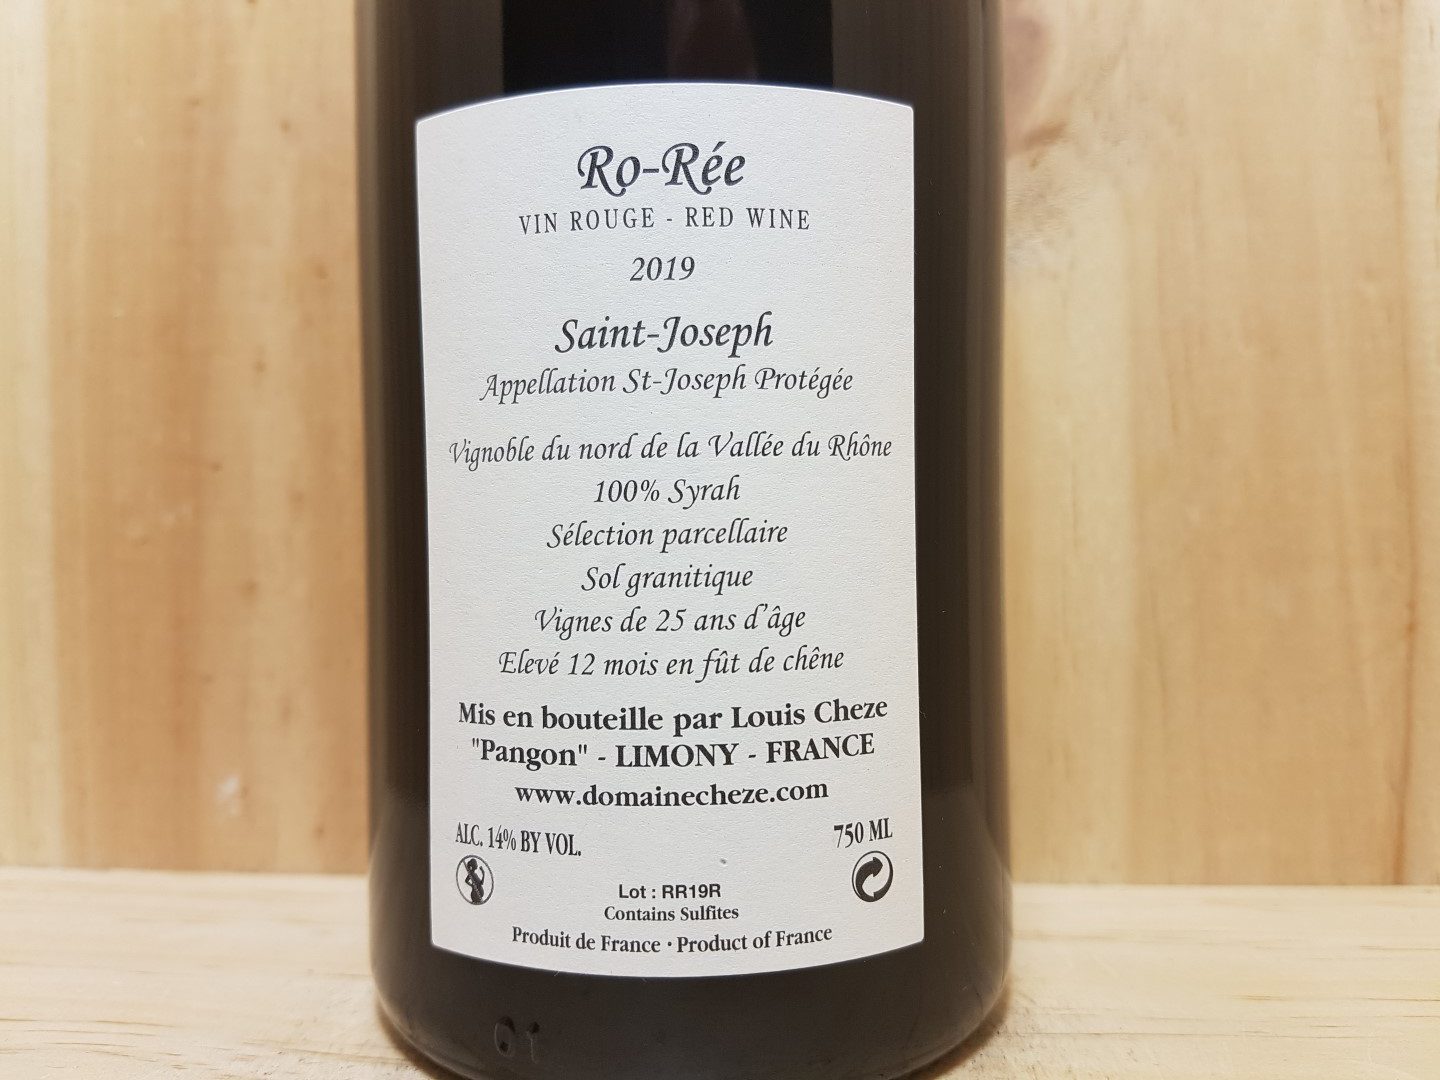 Ro-Rée
VIN ROUGE - RED WINE
2019
Saint-Joseph
Appellation St-Joseph Protégée
Vignoble du nord de la Vallée du Rhône
100% Syrah
Sélection parcellaire
Sol granitique
Vignes de 25 ans d'âge
Elevé 12 mois en fût de chêne
Mis en bouteille par Louis Cheze
"Pangon" - LIMONY - FRANCE
www.domainecheze.com
ALC. 14% BY VOL. 750 ML
Lot : RR19R
Contains Sulfites
Produit de France • Product of France
01